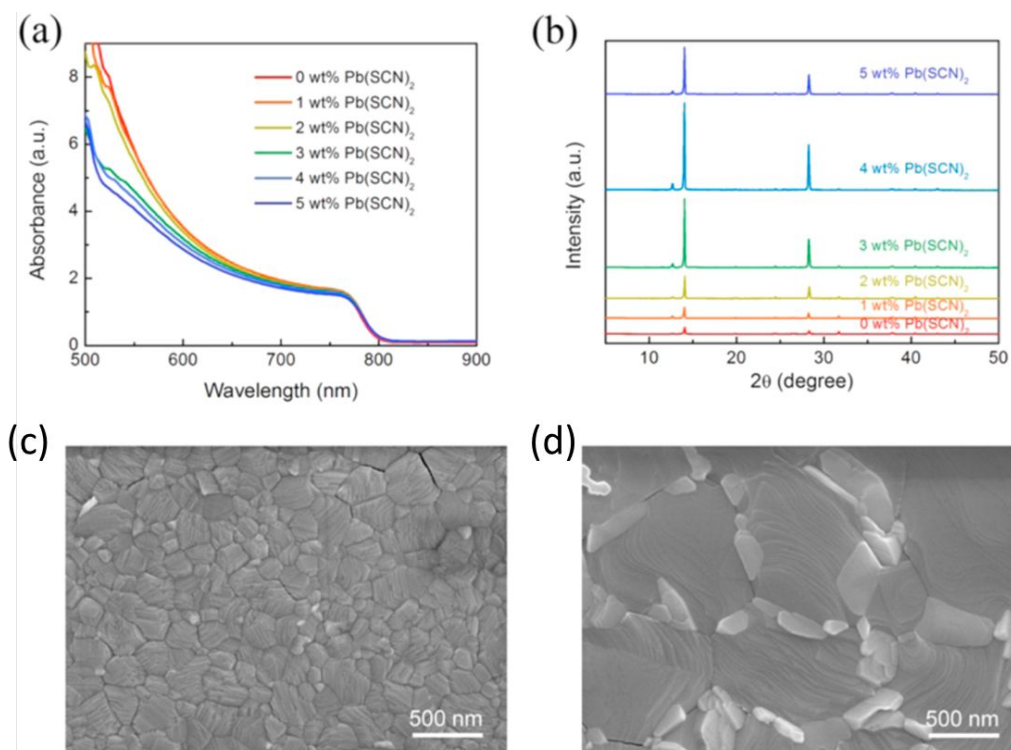 (a)
0 wt% Pb(SCN)₂
1 wt% Pb(SCN)₂
2 wt% Pb(SCN)₂
3 wt% Pb(SCN)₂
4 wt% Pb(SCN)₂
5 wt% Pb(SCN)₂
8
6
4
2
0
Absorbance (a.u.)
500 600 700 800 900
Wavelength (nm)
(b)
5 wt% Pb(SCN)₂
4 wt% Pb(SCN)₂
3 wt% Pb(SCN)₂
2 wt% Pb(SCN)₂
1 wt% Pb(SCN)₂
0 wt% Pb(SCN)₂
Intensity (a.u.)
10 20 30 40 50
2θ (degree)
(c)
500 nm
(d)
500 nm